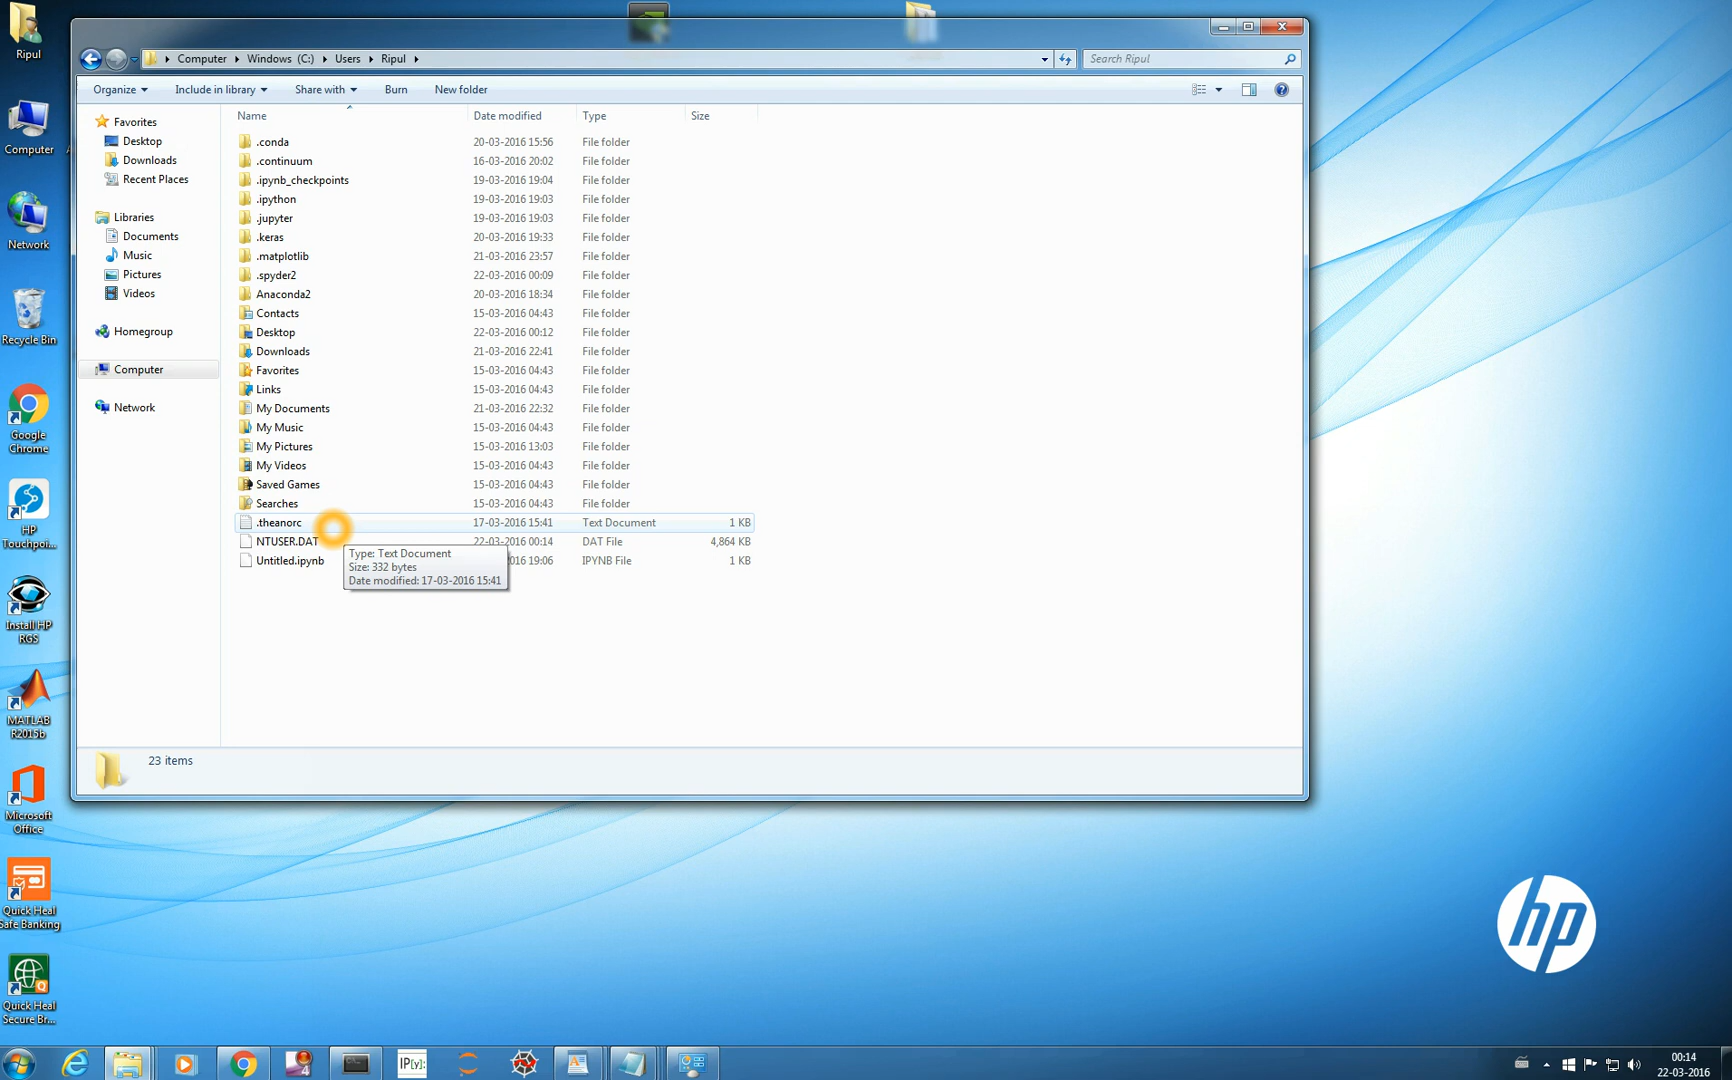 Ripul
Computer
Network
Recycle Bin
Google
Chrome
HP
Touchpoi...
Install HP
RGS
MATLAB
R2015b
Microsoft
Office
Quick Heal
Safe Banking
Quick Heal
Secure Br...
Computer Windows (C:) Users Ripul
Search Ripul
Organize Include in library Share with Burn New folder
Favorites
Desktop
Downloads
Recent Places
Libraries
Documents
Music
Pictures
Videos
Homegroup
Computer
Network
Name Date modified Type Size
.conda 20-03-2016 15:56 File folder
.continuum 16-03-2016 20:02 File folder
.ipynb_checkpoints 19-03-2016 19:04 File folder
.ipython 19-03-2016 19:03 File folder
.jupyter 19-03-2016 19:03 File folder
.keras 20-03-2016 19:33 File folder
.matplotlib 21-03-2016 23:57 File folder
.spyder2 22-03-2016 00:09 File folder
Anaconda2 20-03-2016 18:34 File folder
Contacts 15-03-2016 04:43 File folder
Desktop 22-03-2016 00:12 File folder
Downloads 21-03-2016 22:41 File folder
Favorites 15-03-2016 04:43 File folder
Links 15-03-2016 04:43 File folder
My Documents 21-03-2016 22:32 File folder
My Music 15-03-2016 04:43 File folder
My Pictures 15-03-2016 13:03 File folder
My Videos 15-03-2016 04:43 File folder
Saved Games 15-03-2016 04:43 File folder
Searches 15-03-2016 04:43 File folder
.theanorc 17-03-2016 15:41 Text Document 1 KB
NTUSER.DAT 22-03-2016 00:14 DAT File 4,864 KB
Untitled.ipynb 016 19:06 IPYNB File 1 KB
Type: Text Document
Size: 332 bytes
Date modified: 17-03-2016 15:41
23 items
hp
IP[y]:
00:14
22-03-2016